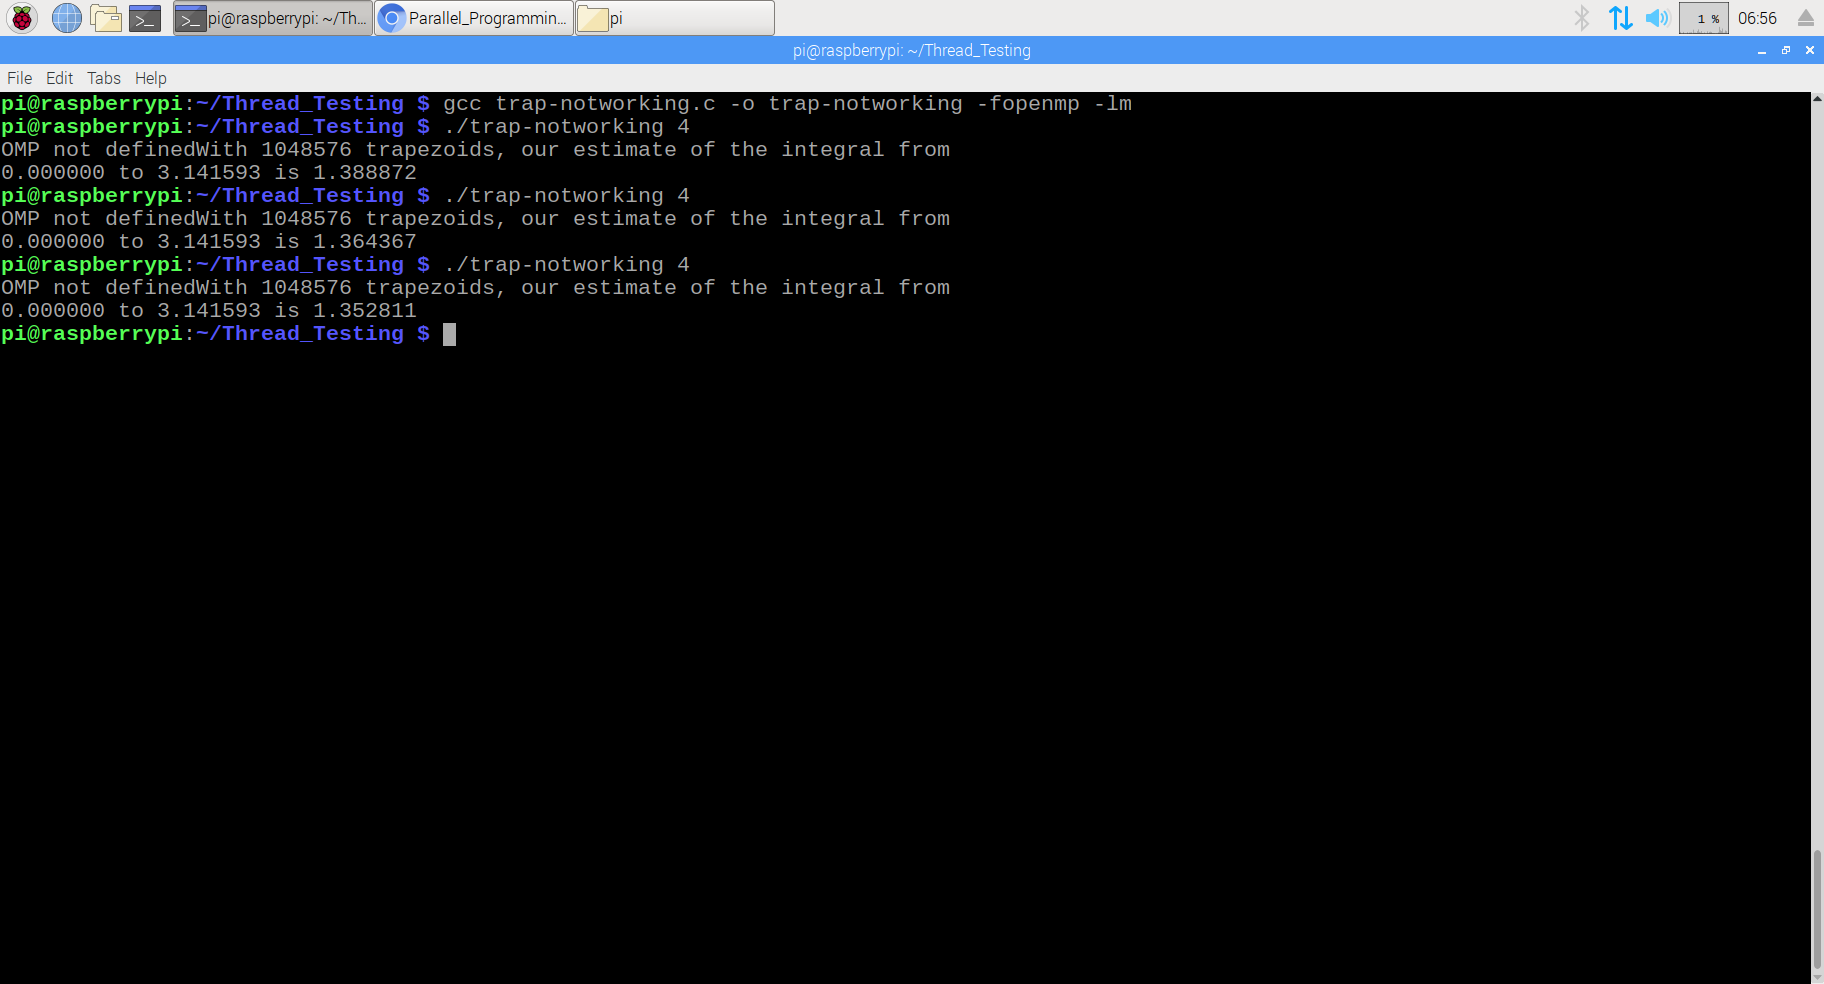 pi@raspberrypi: ~/Th...
Parallel_Programmin...
pi
1 %
06:56
pi@raspberrypi: ~/Thread_Testing
File Edit Tabs Help
pi@raspberrypi:~/Thread_Testing $ gcc trap-notworking.c -o trap-notworking -fopenmp -lm
pi@raspberrypi:~/Thread_Testing $ ./trap-notworking 4
OMP not definedWith 1048576 trapezoids, our estimate of the integral from
0.000000 to 3.141593 is 1.388872
pi@raspberrypi:~/Thread_Testing $ ./trap-notworking 4
OMP not definedWith 1048576 trapezoids, our estimate of the integral from
0.000000 to 3.141593 is 1.364367
pi@raspberrypi:~/Thread_Testing $ ./trap-notworking 4
OMP not definedWith 1048576 trapezoids, our estimate of the integral from
0.000000 to 3.141593 is 1.352811
pi@raspberrypi:~/Thread_Testing $